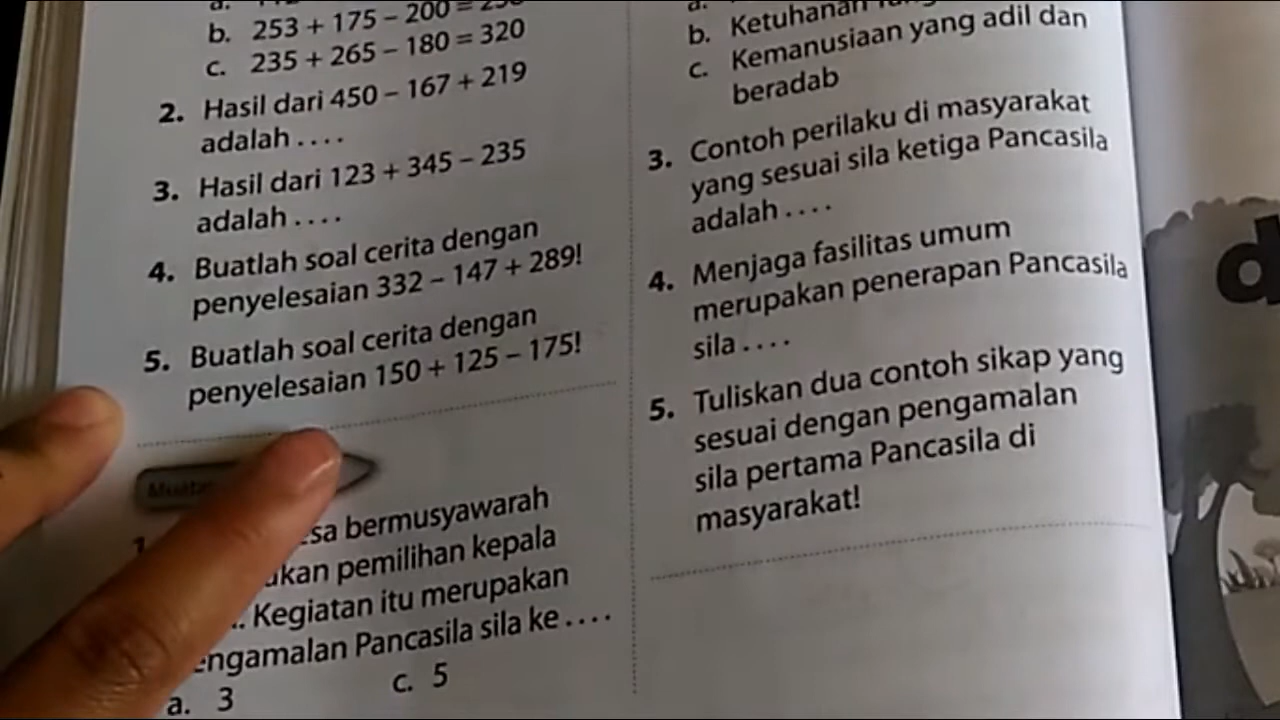 b. 253 + 175 – 200 =
c. 235 + 265 – 180 = 320
2. Hasil dari 450 – 167 + 219
adalah . . . .
3. Hasil dari 123 + 345 – 235
adalah . . . .
4. Buatlah soal cerita dengan
penyelesaian 332 – 147 + 289!
5. Buatlah soal cerita dengan
penyelesaian 150 + 125 – 175!
bermusyawarah
pemilihan kepala
Kegiatan itu merupakan
Pancasila sila ke . . . .
a. 3
c. 5
b. Ketuhanan
c. Kemanusiaan yang adil dan
beradab
3. Contoh perilaku di masyarakat
yang sesuai sila ketiga Pancasila
adalah . . . .
4. Menjaga fasilitas umum
merupakan penerapan Pancasila
sila . . . .
5. Tuliskan dua contoh sikap yang
sesuai dengan pengamalan
sila pertama Pancasila di
masyarakat!
d